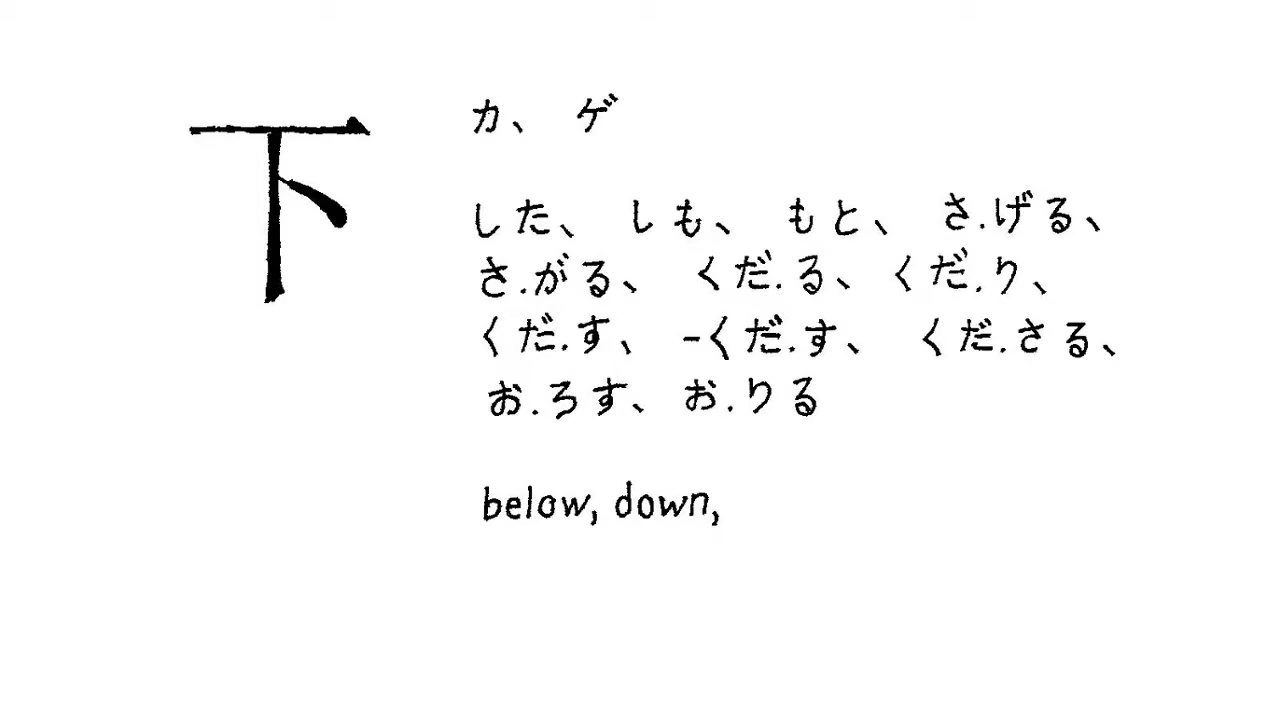 下
カ、 ゲ
した、 しも、 もと、 さ.げる、
さ.がる、 くだ.る、 くだ.り、
くだ.す、 -くだ.す、 くだ.さる、
お.ろす、 お.りる
below, down,